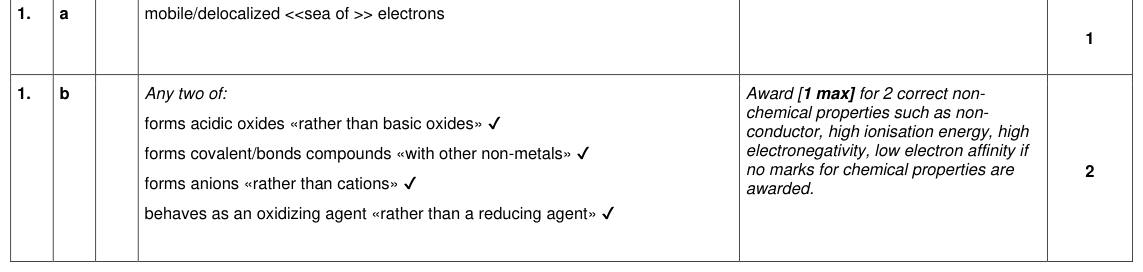 1. a mobile/delocalized <<sea of >> electrons
1
1. b Any two of:
forms acidic oxides «rather than basic oxides» ✓
forms covalent/bonds compounds «with other non-metals» ✓
forms anions «rather than cations» ✓
behaves as an oxidizing agent «rather than a reducing agent» ✓
Award [1 max] for 2 correct non-
chemical properties such as non-
conductor, high ionisation energy, high
electronegativity, low electron affinity if
no marks for chemical properties are
awarded.
2